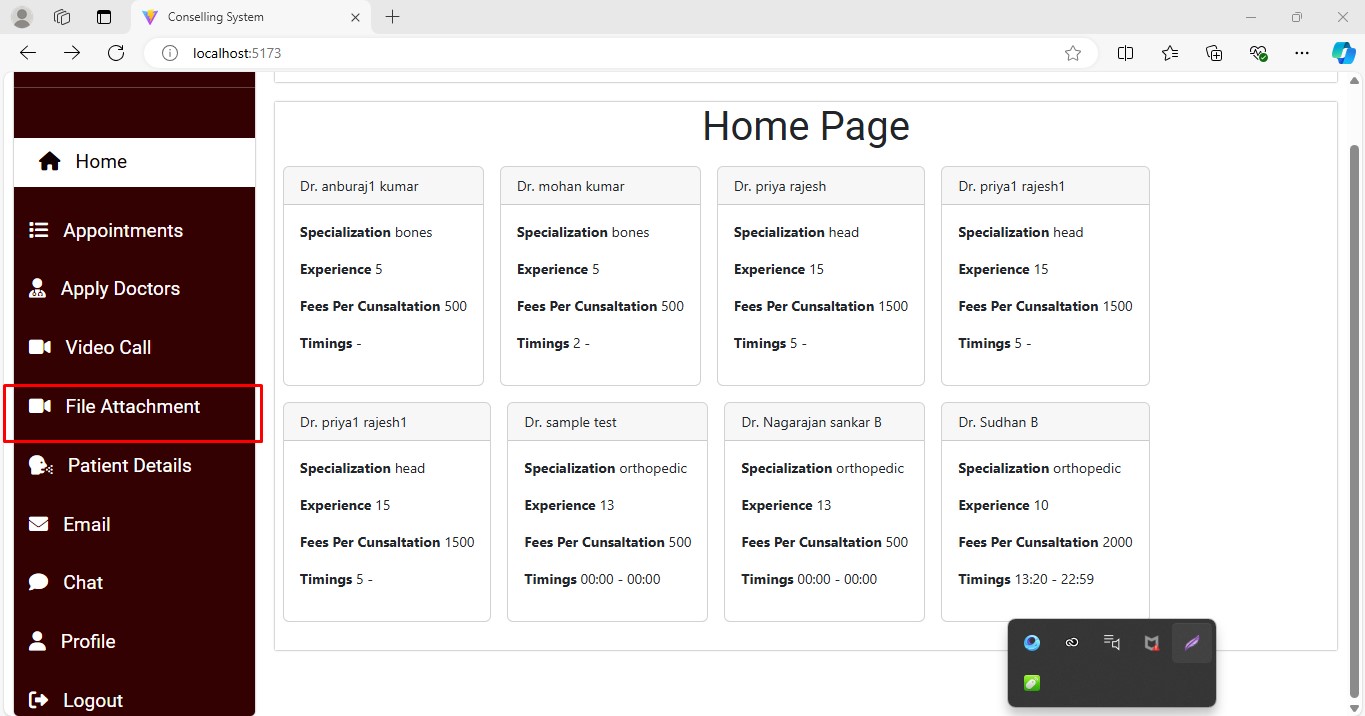 Conselling System
localhost:5173
Home
Appointments
Apply Doctors
Video Call
File Attachment
Patient Details
Email
Chat
Profile
Logout
Home Page
Dr. anburaj1 kumar
Specialization bones
Experience 5
Fees Per Cunsaltation 500
Timings -
Dr. mohan kumar
Specialization bones
Experience 5
Fees Per Cunsaltation 500
Timings 2 -
Dr. priya rajesh
Specialization head
Experience 15
Fees Per Cunsaltation 1500
Timings 5 -
Dr. priya1 rajesh1
Specialization head
Experience 15
Fees Per Cunsaltation 1500
Timings 5 -
Dr. priya1 rajesh1
Specialization head
Experience 15
Fees Per Cunsaltation 1500
Timings 5 -
Dr. sample test
Specialization orthopedic
Experience 13
Fees Per Cunsaltation 500
Timings 00:00 - 00:00
Dr. Nagarajan sankar B
Specialization orthopedic
Experience 13
Fees Per Cunsaltation 500
Timings 00:00 - 00:00
Dr. Sudhan B
Specialization orthopedic
Experience 10
Fees Per Cunsaltation 2000
Timings 13:20 - 22:59